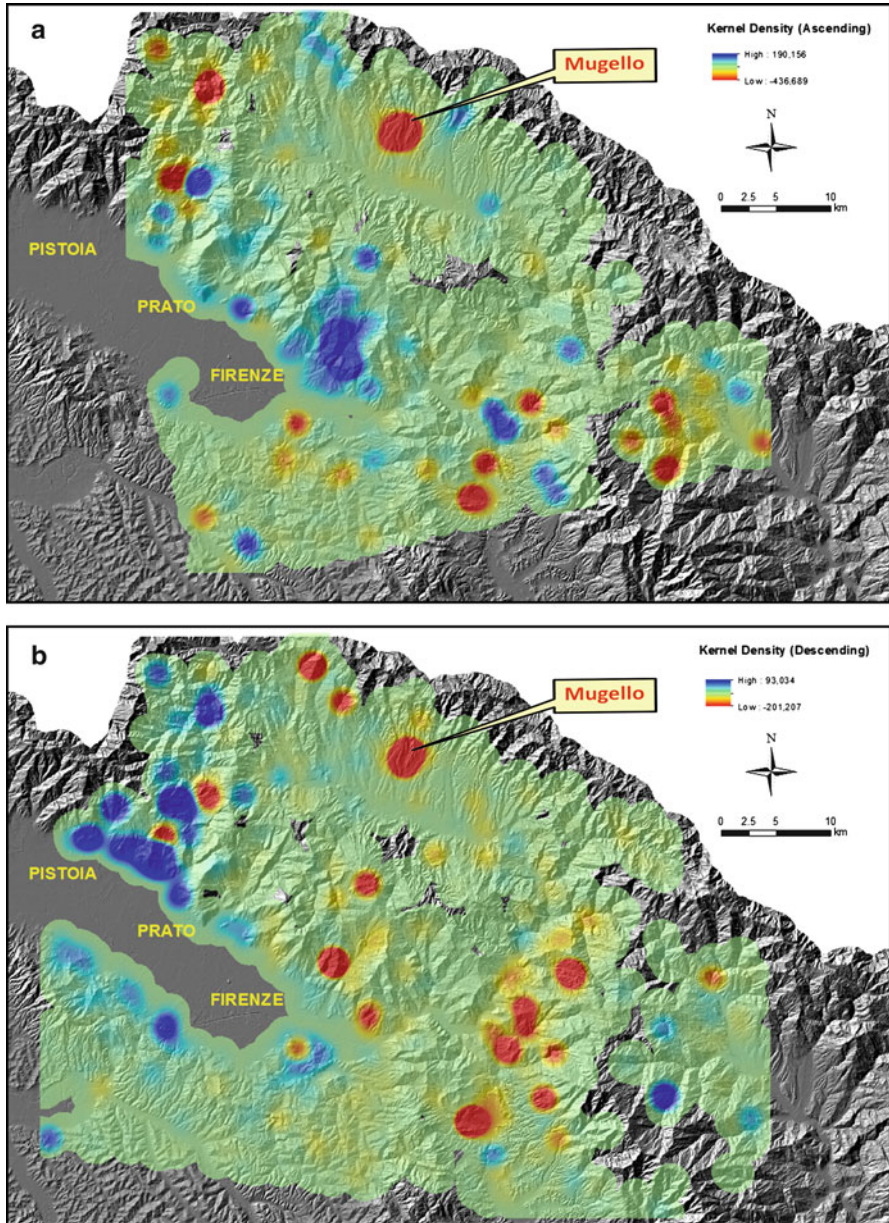 a
Kernel Density (Ascending)
High : 190,156
Low : -436,689
Mugello
N
0 2.5 5 10
km
PISTOIA
PRATO
FIRENZE
b
Kernel Density (Descending)
High : 93,034
Low : -201,207
Mugello
N
0 2.5 5 10
km
PISTOIA
PRATO
FIRENZE